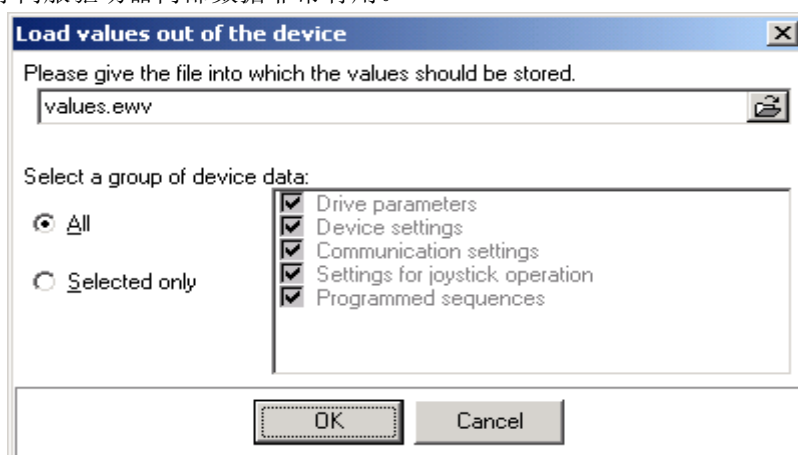 Load values out of the device
Please give the file into which the values should be stored.
values.ewv
Select a group of device data:
All
Selected only
Drive parameters
Device settings
Communication settings
Settings for joystick operation
Programmed sequences
OK
Cancel